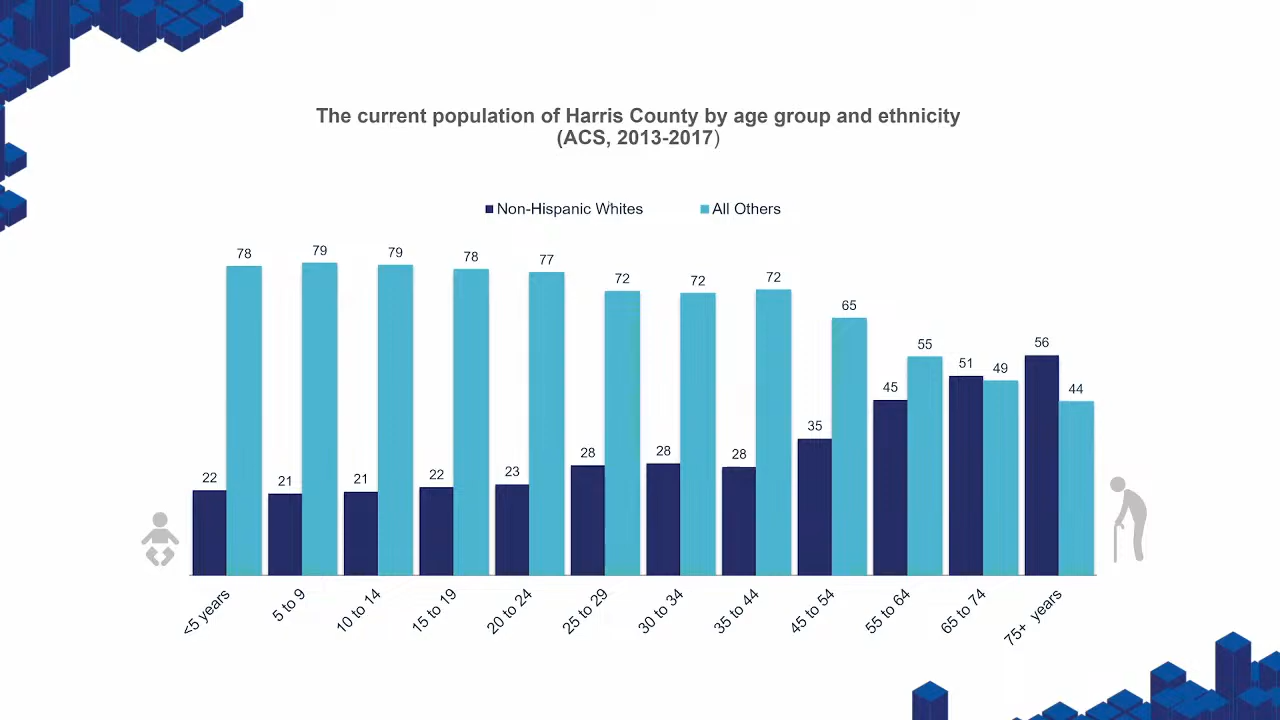 The current population of Harris County by age group and ethnicity
(ACS, 2013-2017)
Non-Hispanic Whites
All Others
22
78
21
79
21
79
22
78
23
77
28
72
28
72
28
72
35
65
45
55
51
49
56
44
<5 years
5 to 9
10 to 14
15 to 19
20 to 24
25 to 29
30 to 34
35 to 44
45 to 54
55 to 64
65 to 74
75+ years